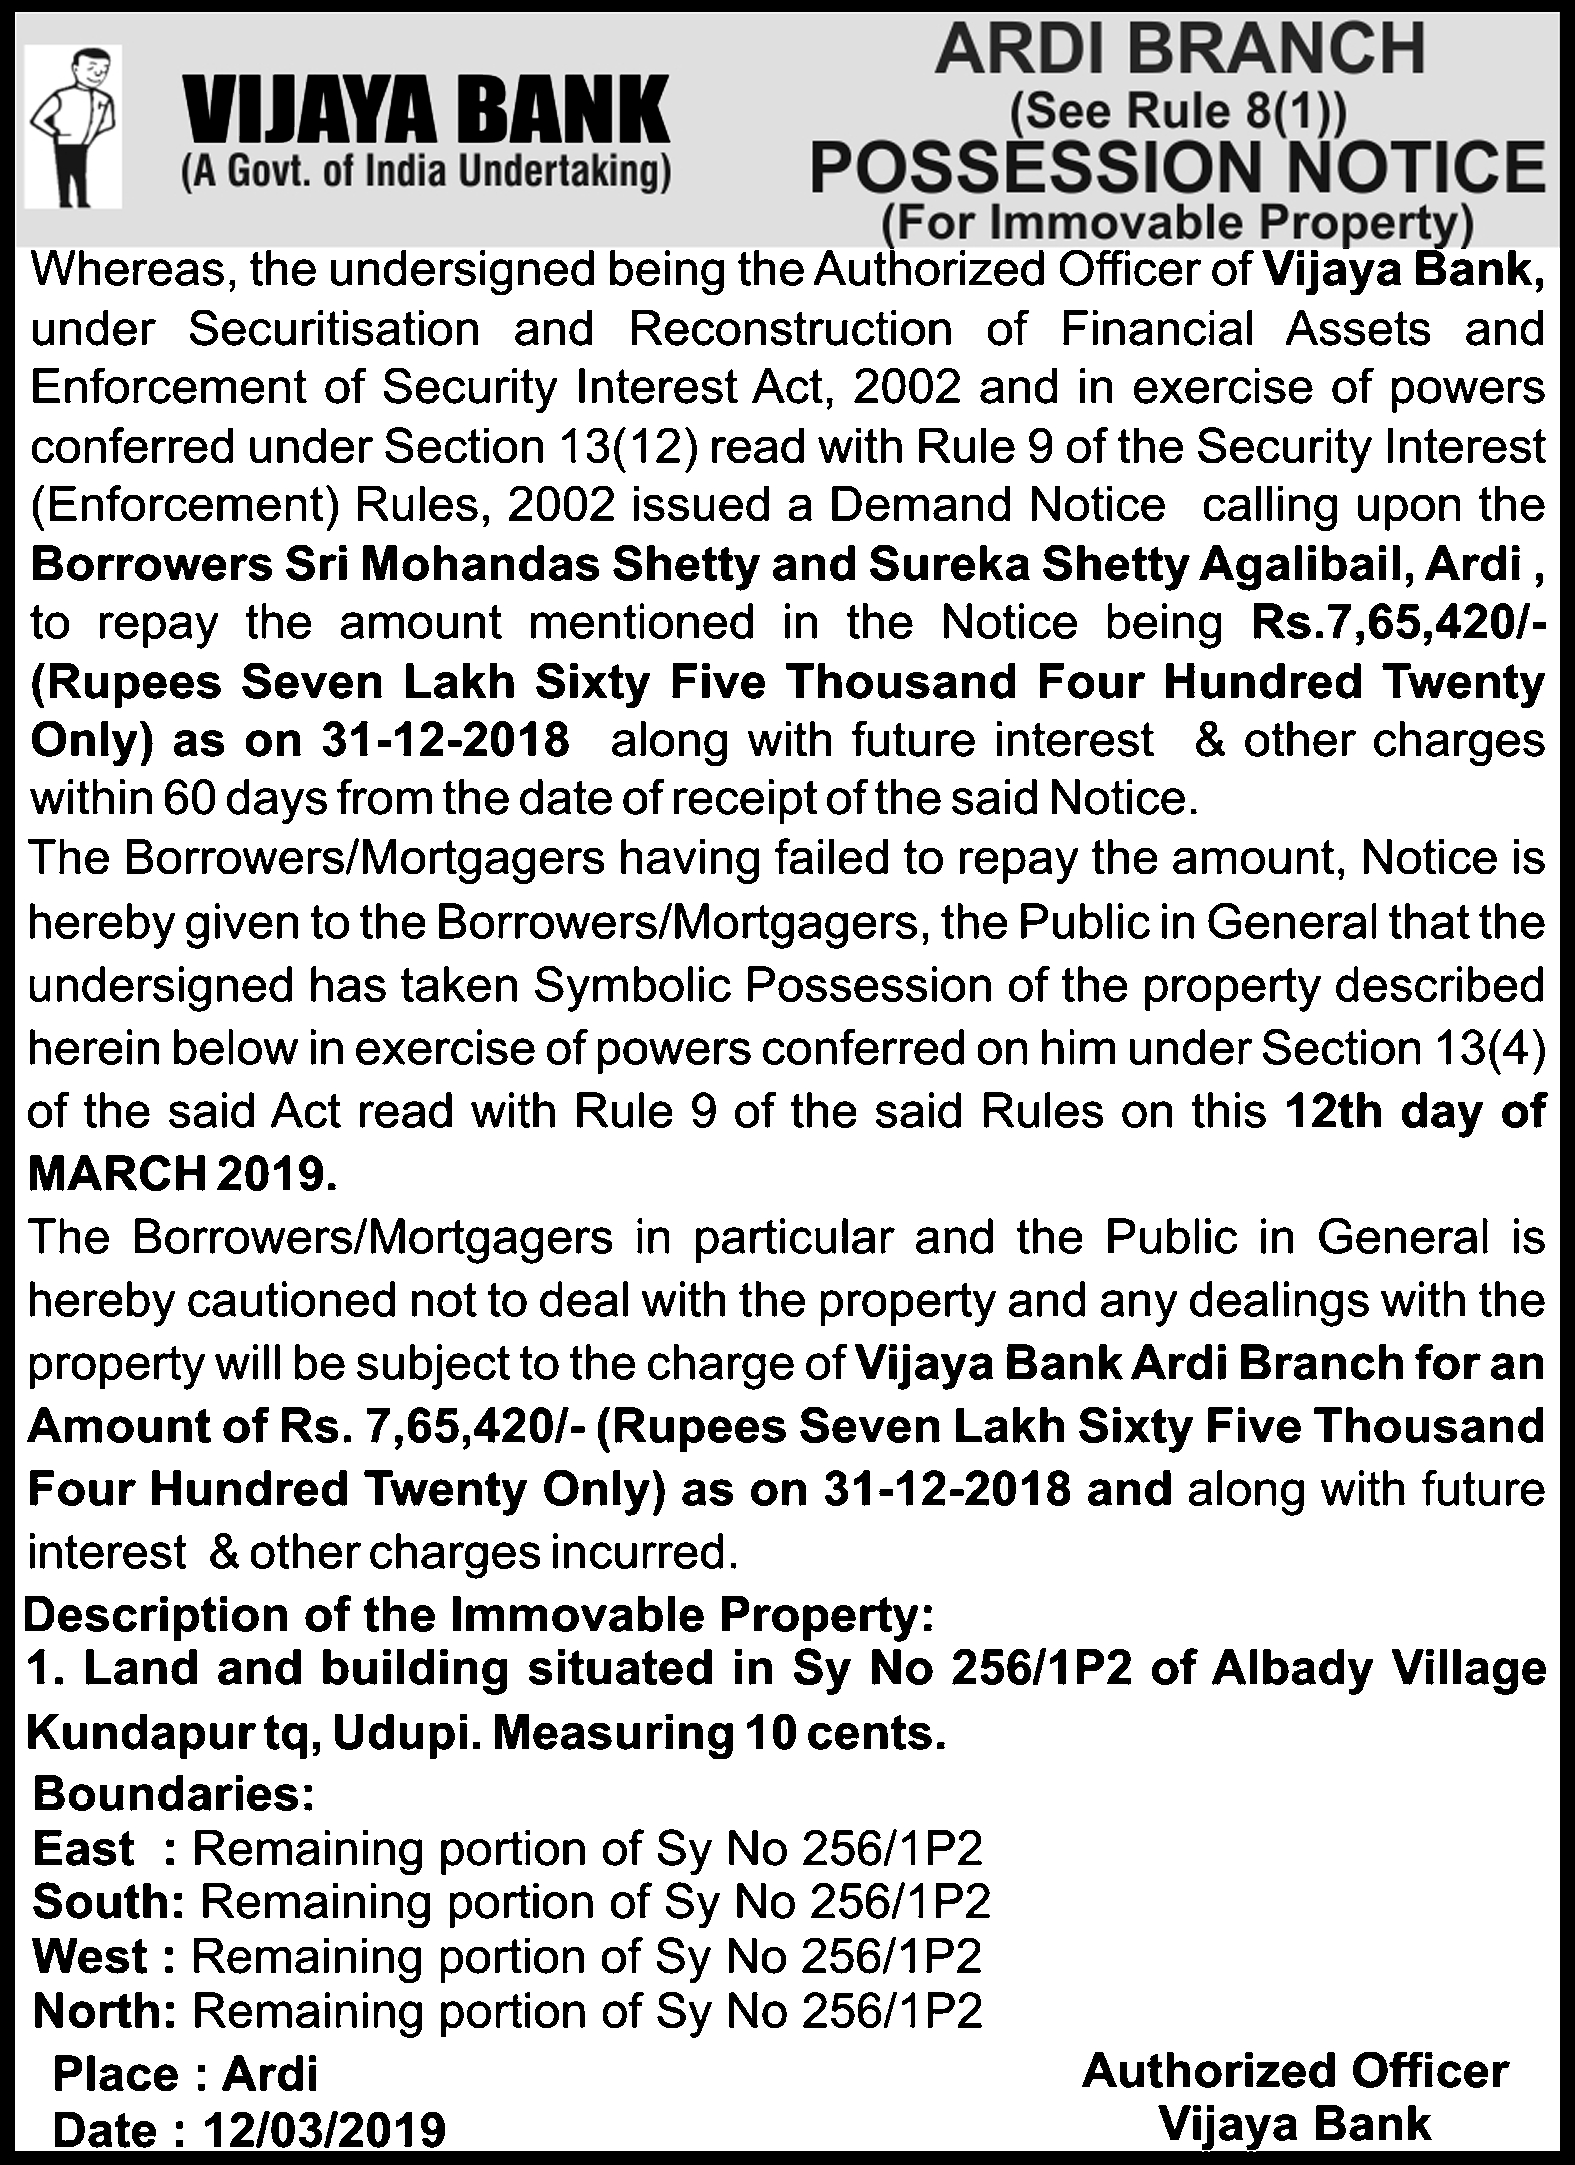 VIJAYA BANK
(A Govt. of India Undertaking)
ARDI BRANCH
(See Rule 8(1))
POSSESSION NOTICE
(For Immovable Property)
Whereas, the undersigned being the Authorized Officer of Vijaya Bank,
under Securitisation and Reconstruction of Financial Assets and
Enforcement of Security Interest Act, 2002 and in exercise of powers
conferred under Section 13(12) read with Rule 9 of the Security Interest
(Enforcement) Rules, 2002 issued a Demand Notice calling upon the
Borrowers Sri Mohandas Shetty and Sureka Shetty Agalibail, Ardi ,
to repay the amount mentioned in the Notice being Rs.7,65,420/-
(Rupees Seven Lakh Sixty Five Thousand Four Hundred Twenty
Only) as on 31-12-2018 along with future interest & other charges
within 60 days from the date of receipt of the said Notice.
The Borrowers/Mortgagers having failed to repay the amount, Notice is
hereby given to the Borrowers/Mortgagers, the Public in General that the
undersigned has taken Symbolic Possession of the property described
herein below in exercise of powers conferred on him under Section 13(4)
of the said Act read with Rule 9 of the said Rules on this 12th day of
MARCH 2019.
The Borrowers/Mortgagers in particular and the Public in General is
hereby cautioned not to deal with the property and any dealings with the
property will be subject to the charge of Vijaya Bank Ardi Branch for an
Amount of Rs. 7,65,420/- (Rupees Seven Lakh Sixty Five Thousand
Four Hundred Twenty Only) as on 31-12-2018 and along with future
interest & other charges incurred.
Description of the Immovable Property:
1. Land and building situated in Sy No 256/1P2 of Albady Village
Kundapur tq, Udupi. Measuring 10 cents.
Boundaries:
East : Remaining portion of Sy No 256/1P2
South: Remaining portion of Sy No 256/1P2
West : Remaining portion of Sy No 256/1P2
North: Remaining portion of Sy No 256/1P2
Place : Ardi
Date : 12/03/2019
Authorized Officer
Vijaya Bank